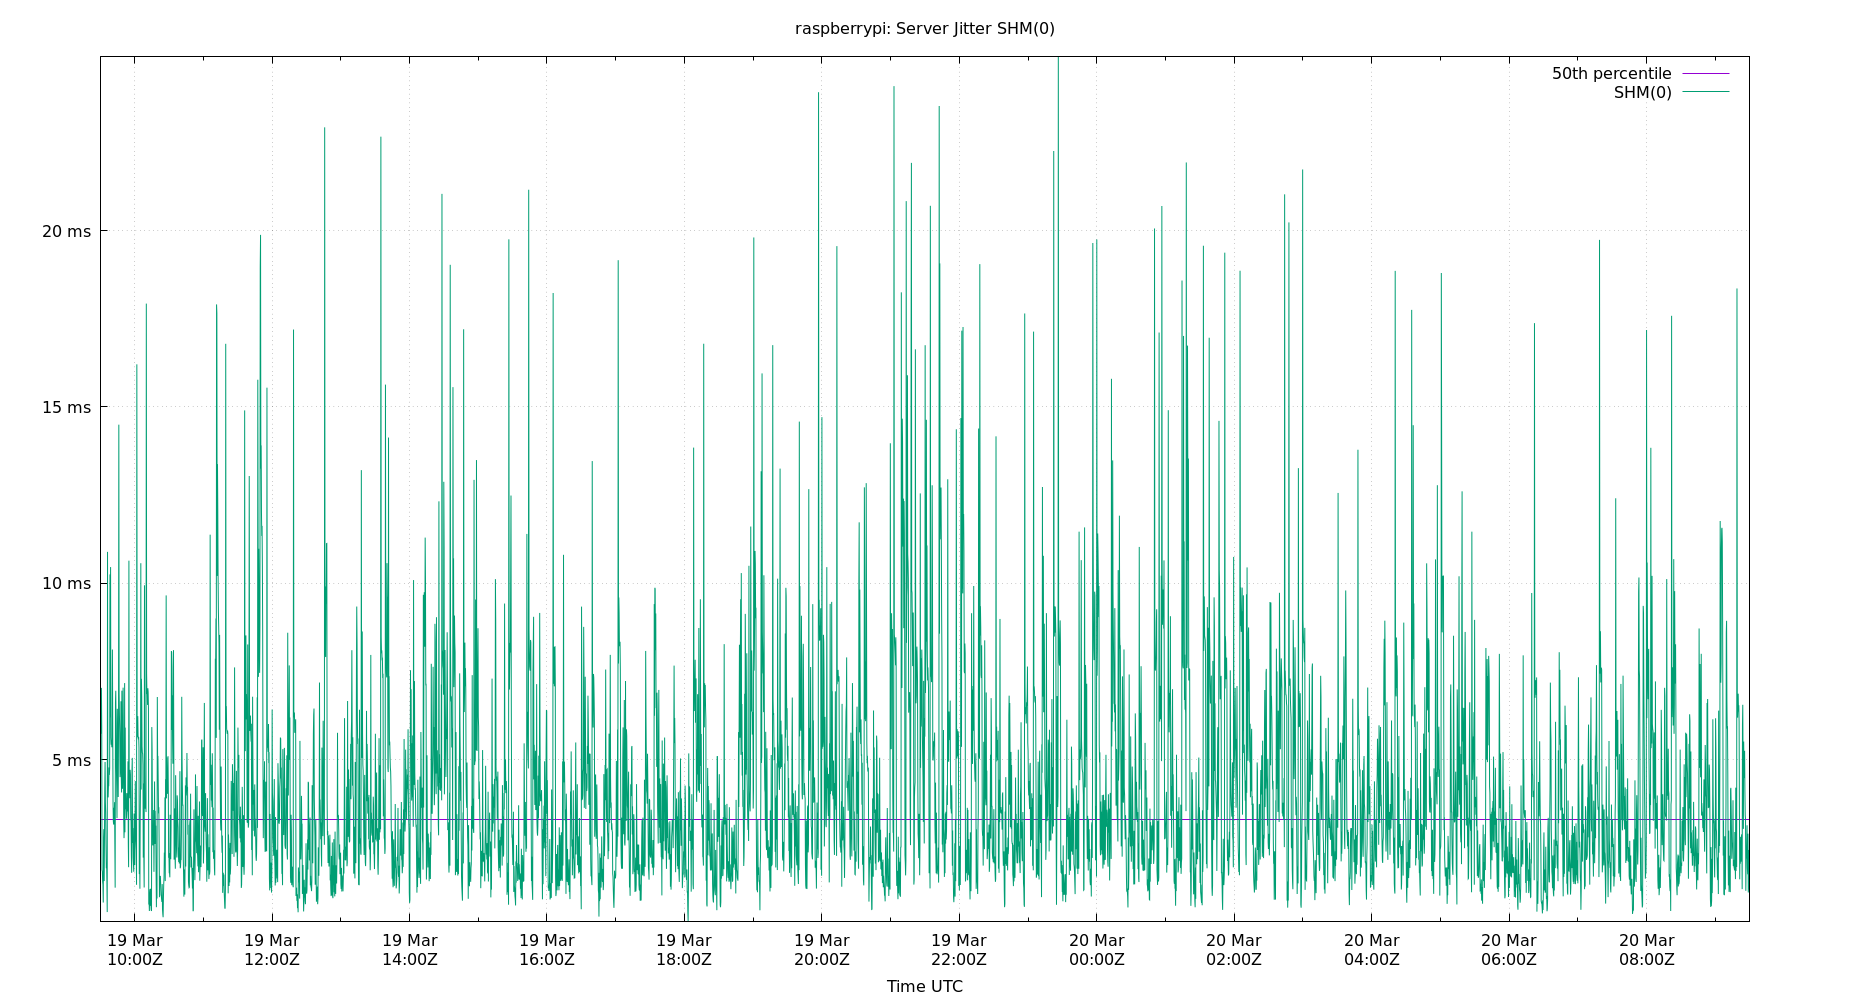 raspberrypi: Server Jitter SHM(0)
50th percentile
SHM(0)
20 ms
15 ms
10 ms
5 ms
19 Mar 19 Mar 19 Mar 19 Mar 19 Mar 19 Mar 19 Mar 20 Mar 20 Mar 20 Mar 20 Mar 20 Mar
10:00Z 12:00Z 14:00Z 16:00Z 18:00Z 20:00Z 22:00Z 00:00Z 02:00Z 04:00Z 06:00Z 08:00Z
Time UTC